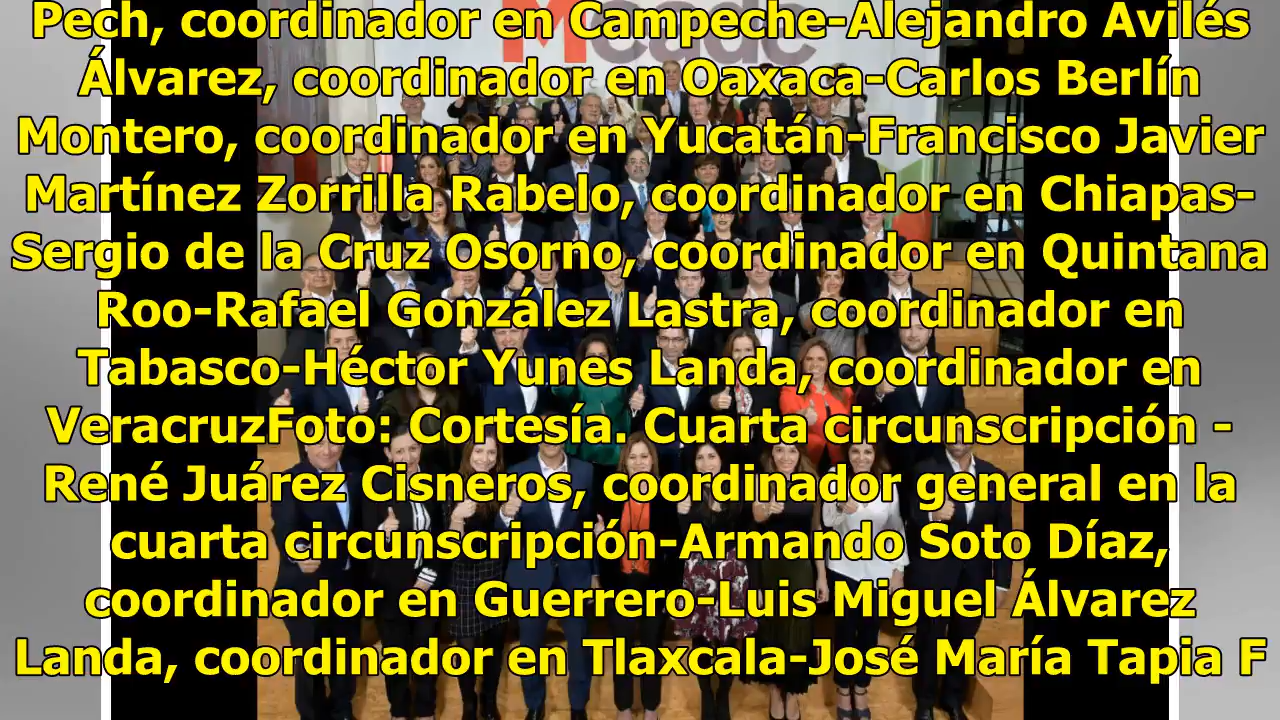 Meade
Pech, coordinador en Campeche-Alejandro Avilés
Álvarez, coordinador en Oaxaca-Carlos Berlín
Montero, coordinador en Yucatán-Francisco Javier
Martínez Zorrilla Rabelo, coordinador en Chiapas-
Sergio de la Cruz Osorno, coordinador en Quintana
Roo-Rafael González Lastra, coordinador en
Tabasco-Héctor Yunes Landa, coordinador en
VeracruzFoto: Cortesía. Cuarta circunscripción -
René Juárez Cisneros, coordinador general en la
cuarta circunscripción-Armando Soto Díaz,
coordinador en Guerrero-Luis Miguel Álvarez
Landa, coordinador en Tlaxcala-José María Tapia F